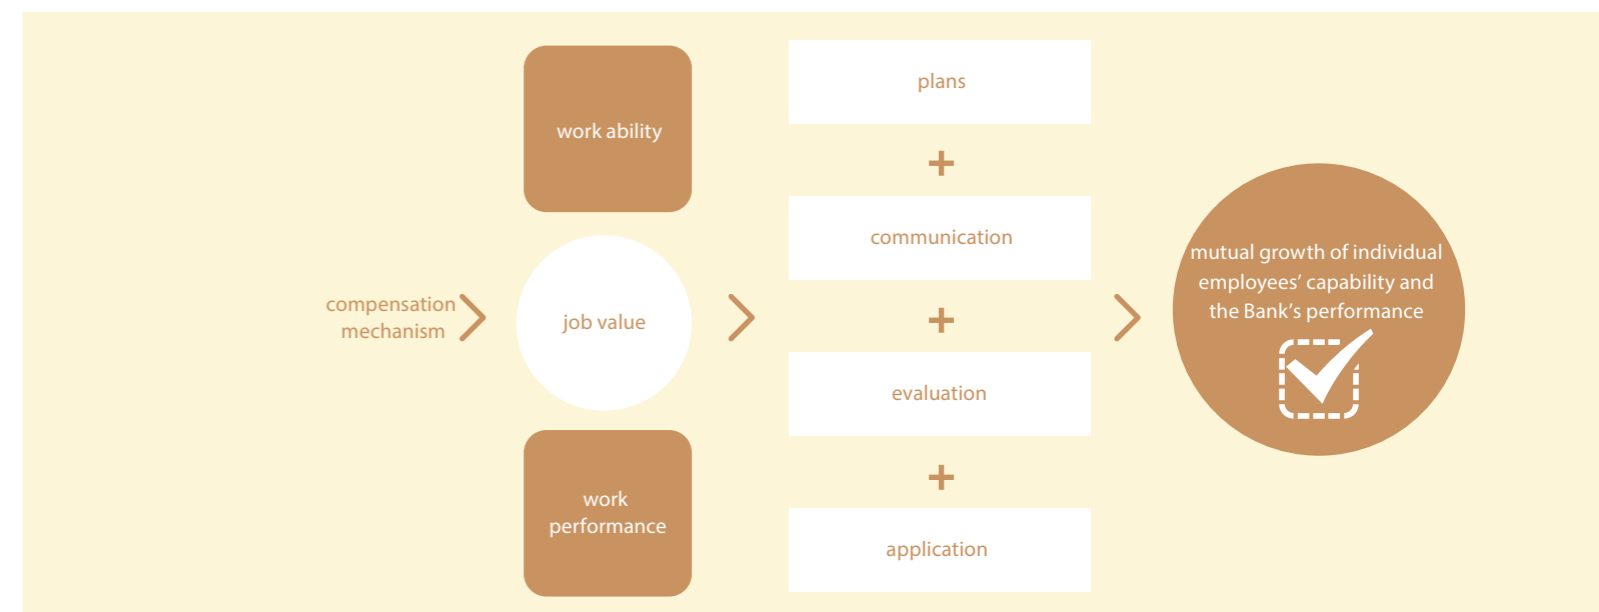 compensation
mechanism
work ability
job value
work
performance
plans
+
communication
+
evaluation
+
application
mutual growth of individual
employees’ capability and
the Bank’s performance